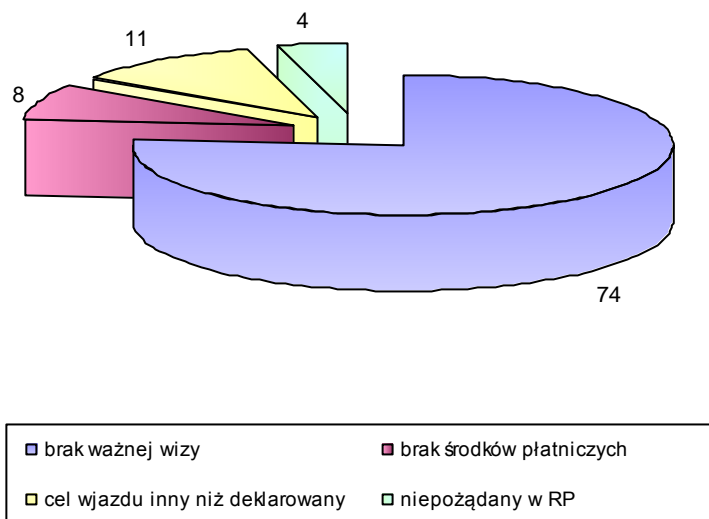 4
11
8
74
brak ważnej wizy
brak środków płatniczych
cel wjazdu inny niż deklarowany
niepożądany w RP